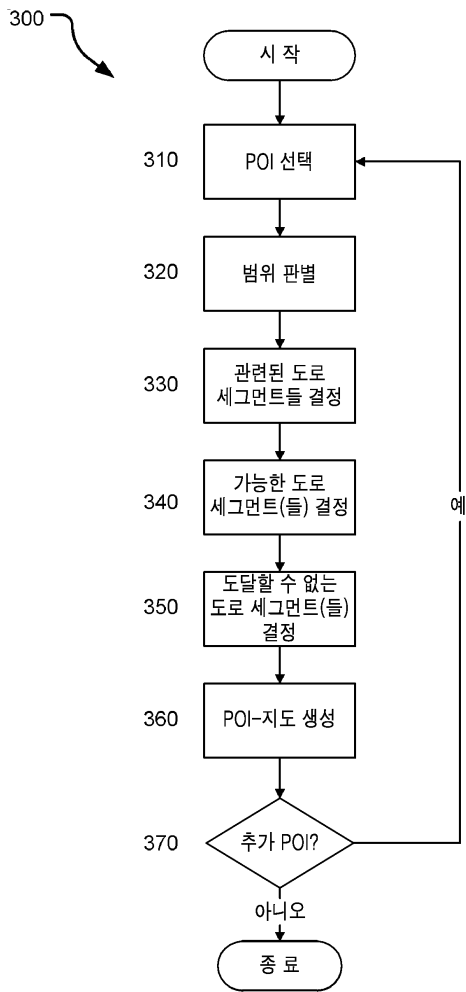 300
시 작
310
POI 선택
320
범위 판별
330
관련된 도로
세그먼트들 결정
340
가능한 도로
세그먼트(들) 결정
350
도달할 수 없는
도로 세그먼트(들)
결정
360
POI-지도 생성
370
추가 POI?
예
아니오
종 료